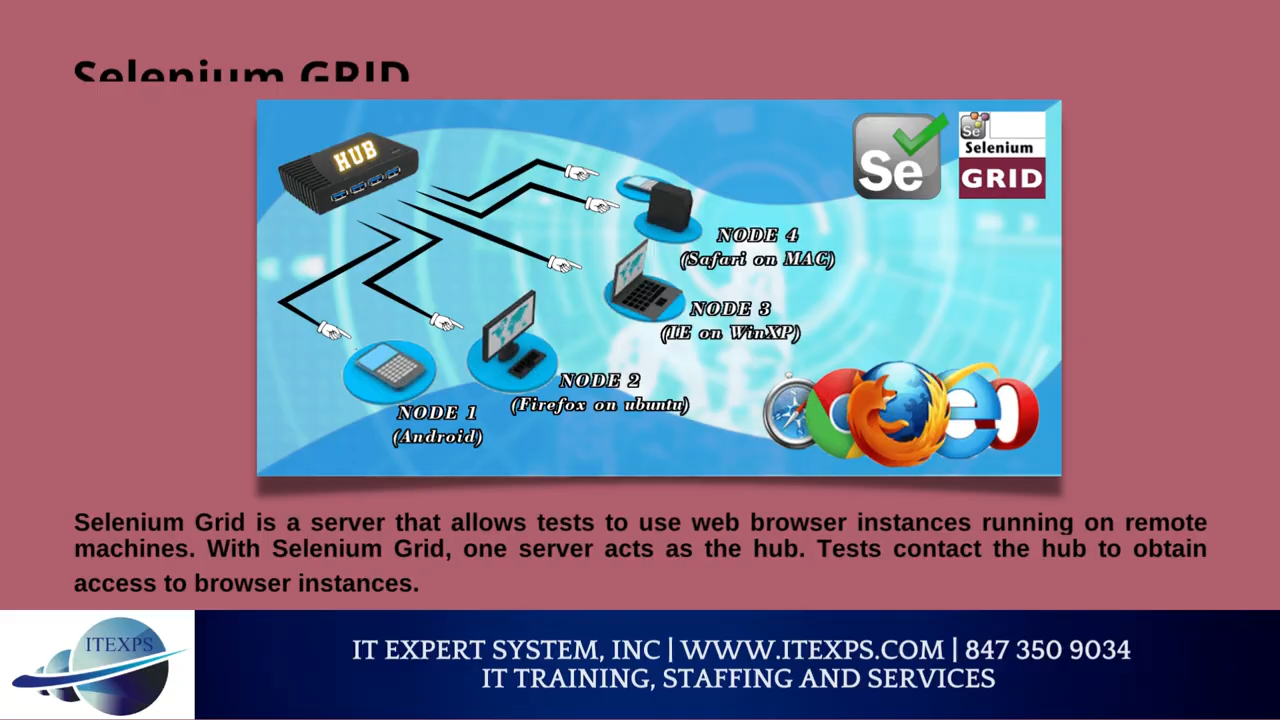 Selenium GRID
HUB
Se
Se
Selenium
GRID
NODE 4
(Safari on MAC)
NODE 3
(IE on WinXP)
NODE 2
(Firefox on ubuntu)
NODE 1
(Android)
Selenium Grid is a server that allows tests to use web browser instances running on remote
machines. With Selenium Grid, one server acts as the hub. Tests contact the hub to obtain
access to browser instances.
ITEXPS
IT EXPERT SYSTEM, INC | WWW.ITEXPS.COM | 847 350 9034
IT TRAINING, STAFFING AND SERVICES